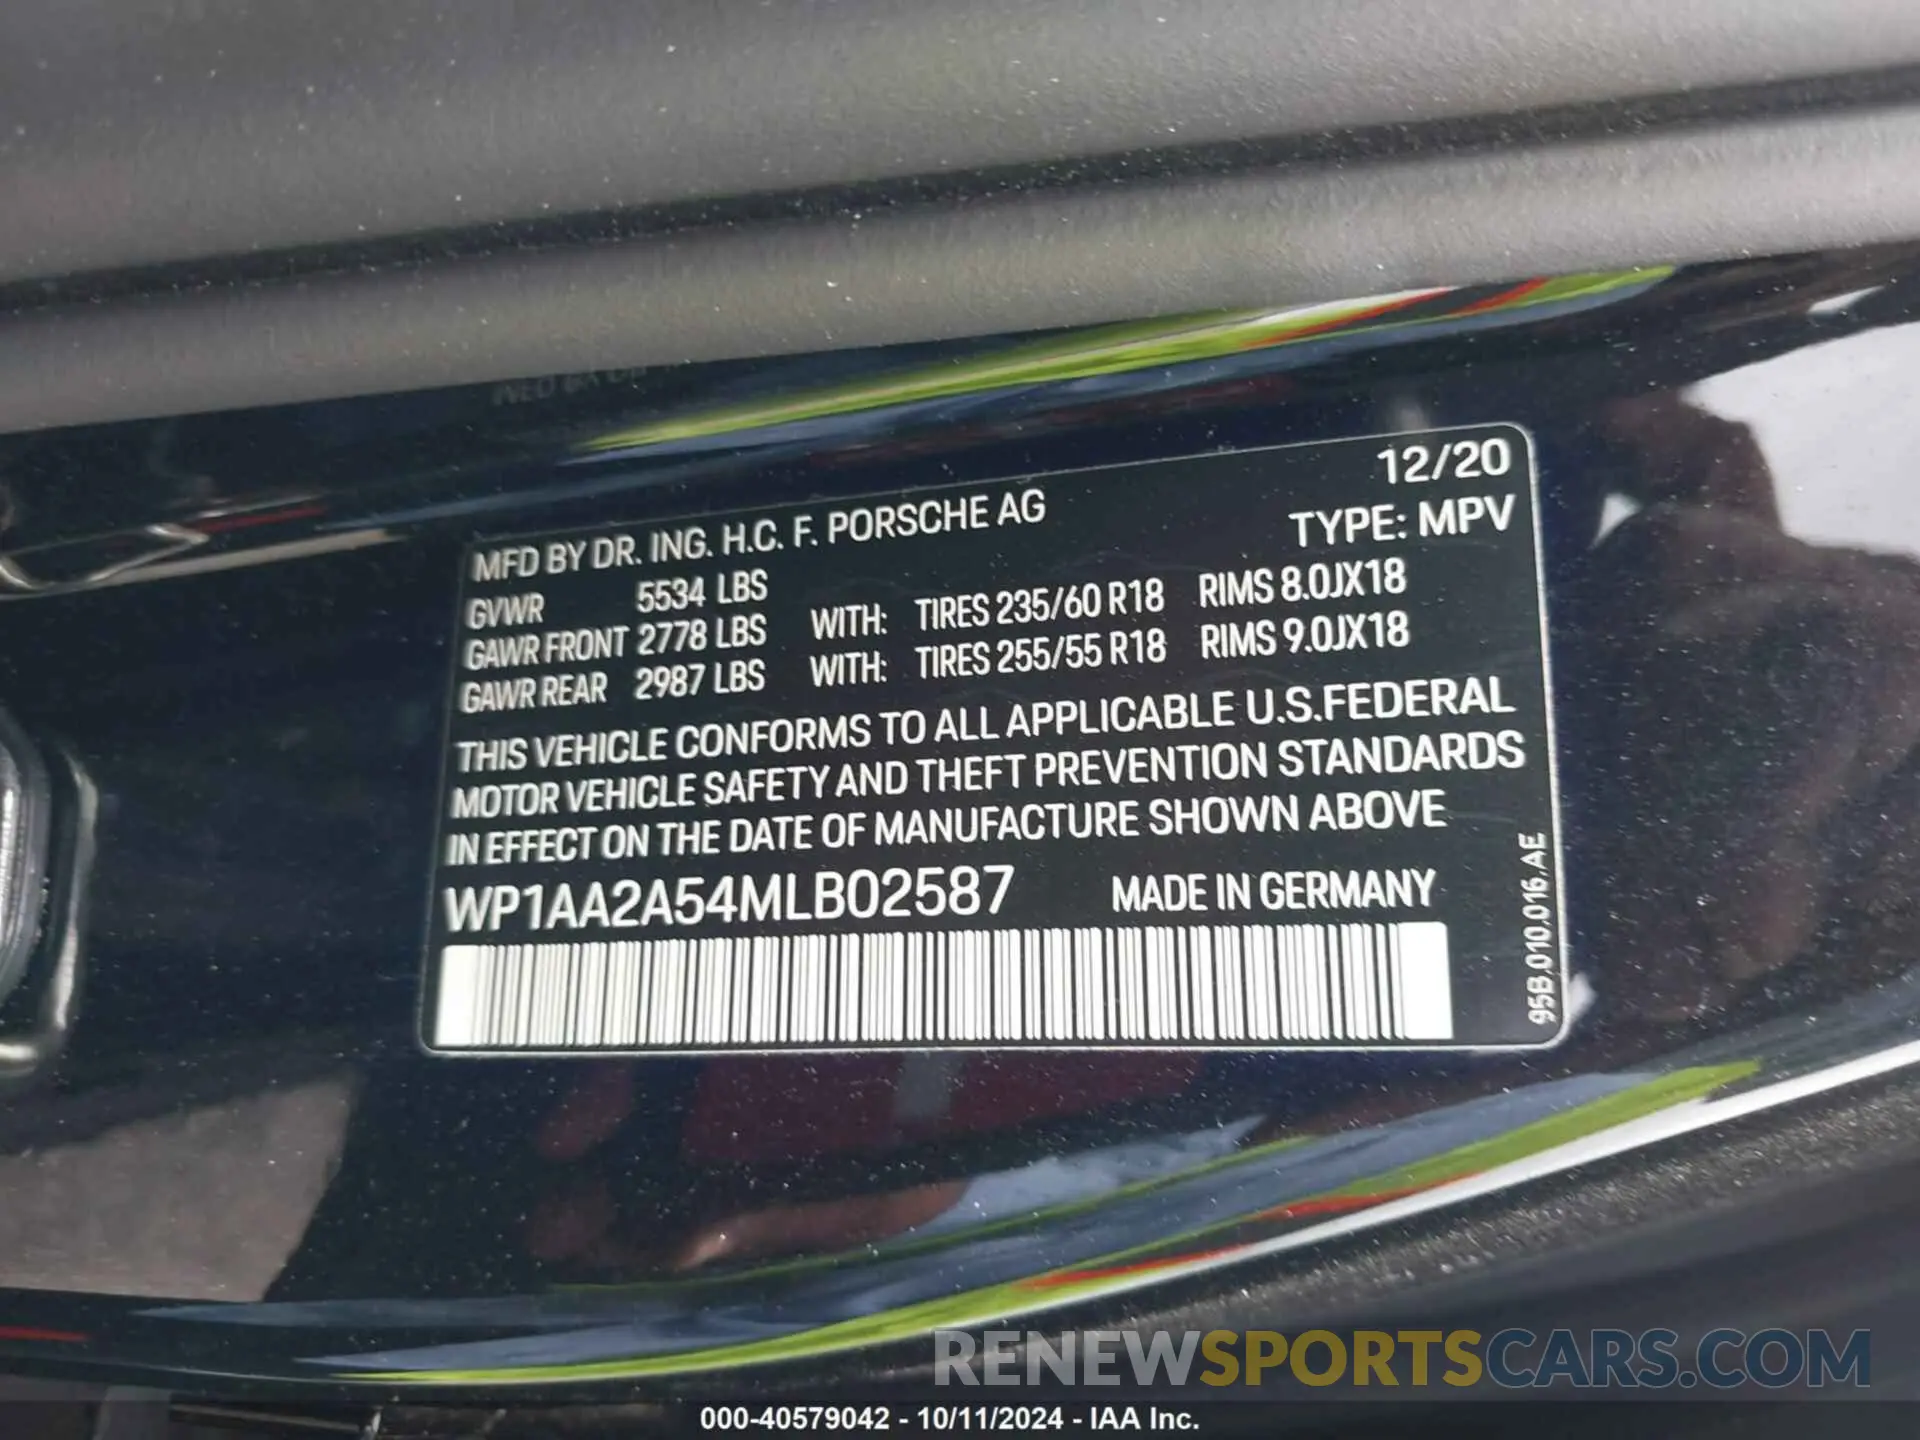 12/20
MFD BY DR. ING. H.C. F. PORSCHE AG
TYPE: MPV
GVWR 5534 LBS
GAWR FRONT 2778 LBS WITH: TIRES 235/60 R18 RIMS 8.0JX18
GAWR REAR 2987 LBS WITH: TIRES 255/55 R18 RIMS 9.0JX18
THIS VEHICLE CONFORMS TO ALL APPLICABLE U.S.FEDERAL
MOTOR VEHICLE SAFETY AND THEFT PREVENTION STANDARDS
IN EFFECT ON THE DATE OF MANUFACTURE SHOWN ABOVE
WP1AA2A54MLB02587 MADE IN GERMANY
95B.010.016.AE
RENEWSPORTSCARS.COM
000-40579042 - 10/11/2024 - IAA Inc.